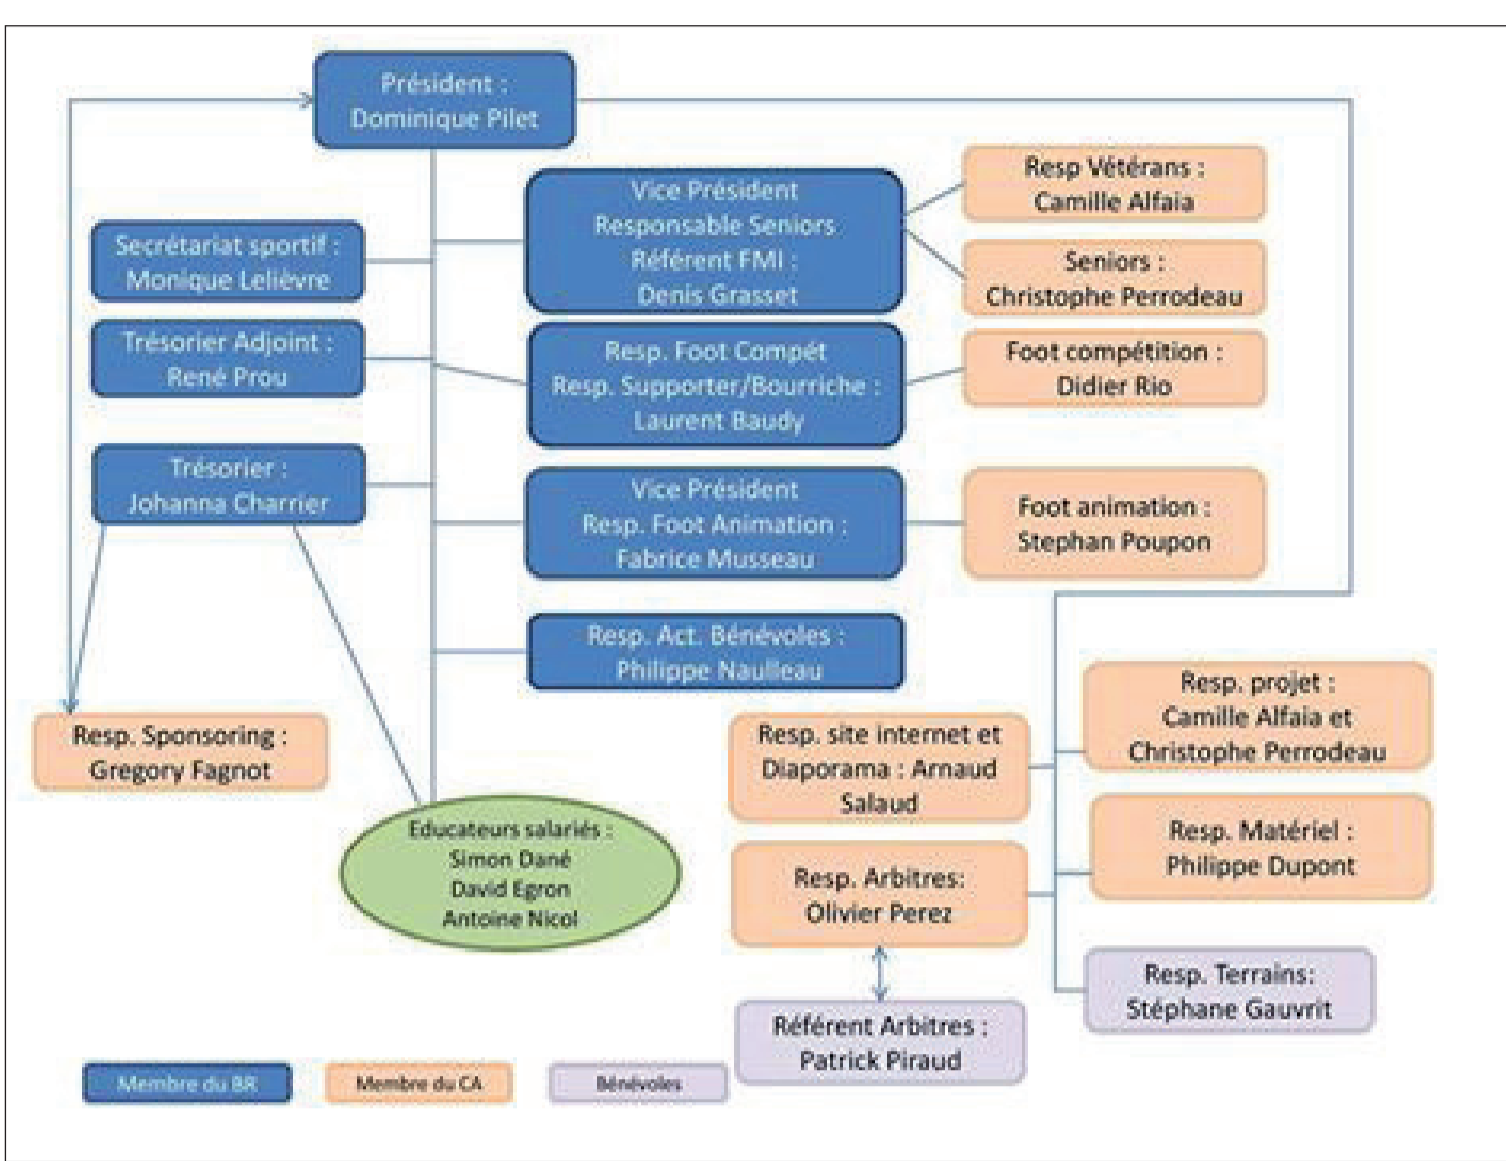 Président :
Dominique Pilet
Vice Président
Responsable Seniors
Référent FMI :
Denis Grasset
Resp Vétérans :
Camille Alfaia
Secrétariat sportif :
Monique Lelièvre
Seniors :
Christophe Perrodeau
Trésorier Adjoint :
René Prou
Resp. Foot Compét
Resp. Supporter/Bourriche :
Laurent Baudy
Foot compétition :
Didier Rio
Trésorier :
Johanna Charrier
Vice Président
Resp. Foot Animation :
Fabrice Musseau
Foot animation :
Stephan Poupon
Resp. Act. Bénévoles :
Philippe Naulleau
Resp. Sponsoring :
Gregory Fagnot
Resp. site internet et
Diaporama : Arnaud
Salaud
Resp. projet :
Camille Alfaia et
Christophe Perrodeau
Educateurs salariés :
Simon Dané
David Egron
Antoine Nicol
Resp. Arbitres:
Olivier Perez
Resp. Matériel :
Philippe Dupont
Référent Arbitres :
Patrick Piraud
Resp. Terrains:
Stéphane Gauvrit
Membre du BR
Membre du CA
Bénévoles